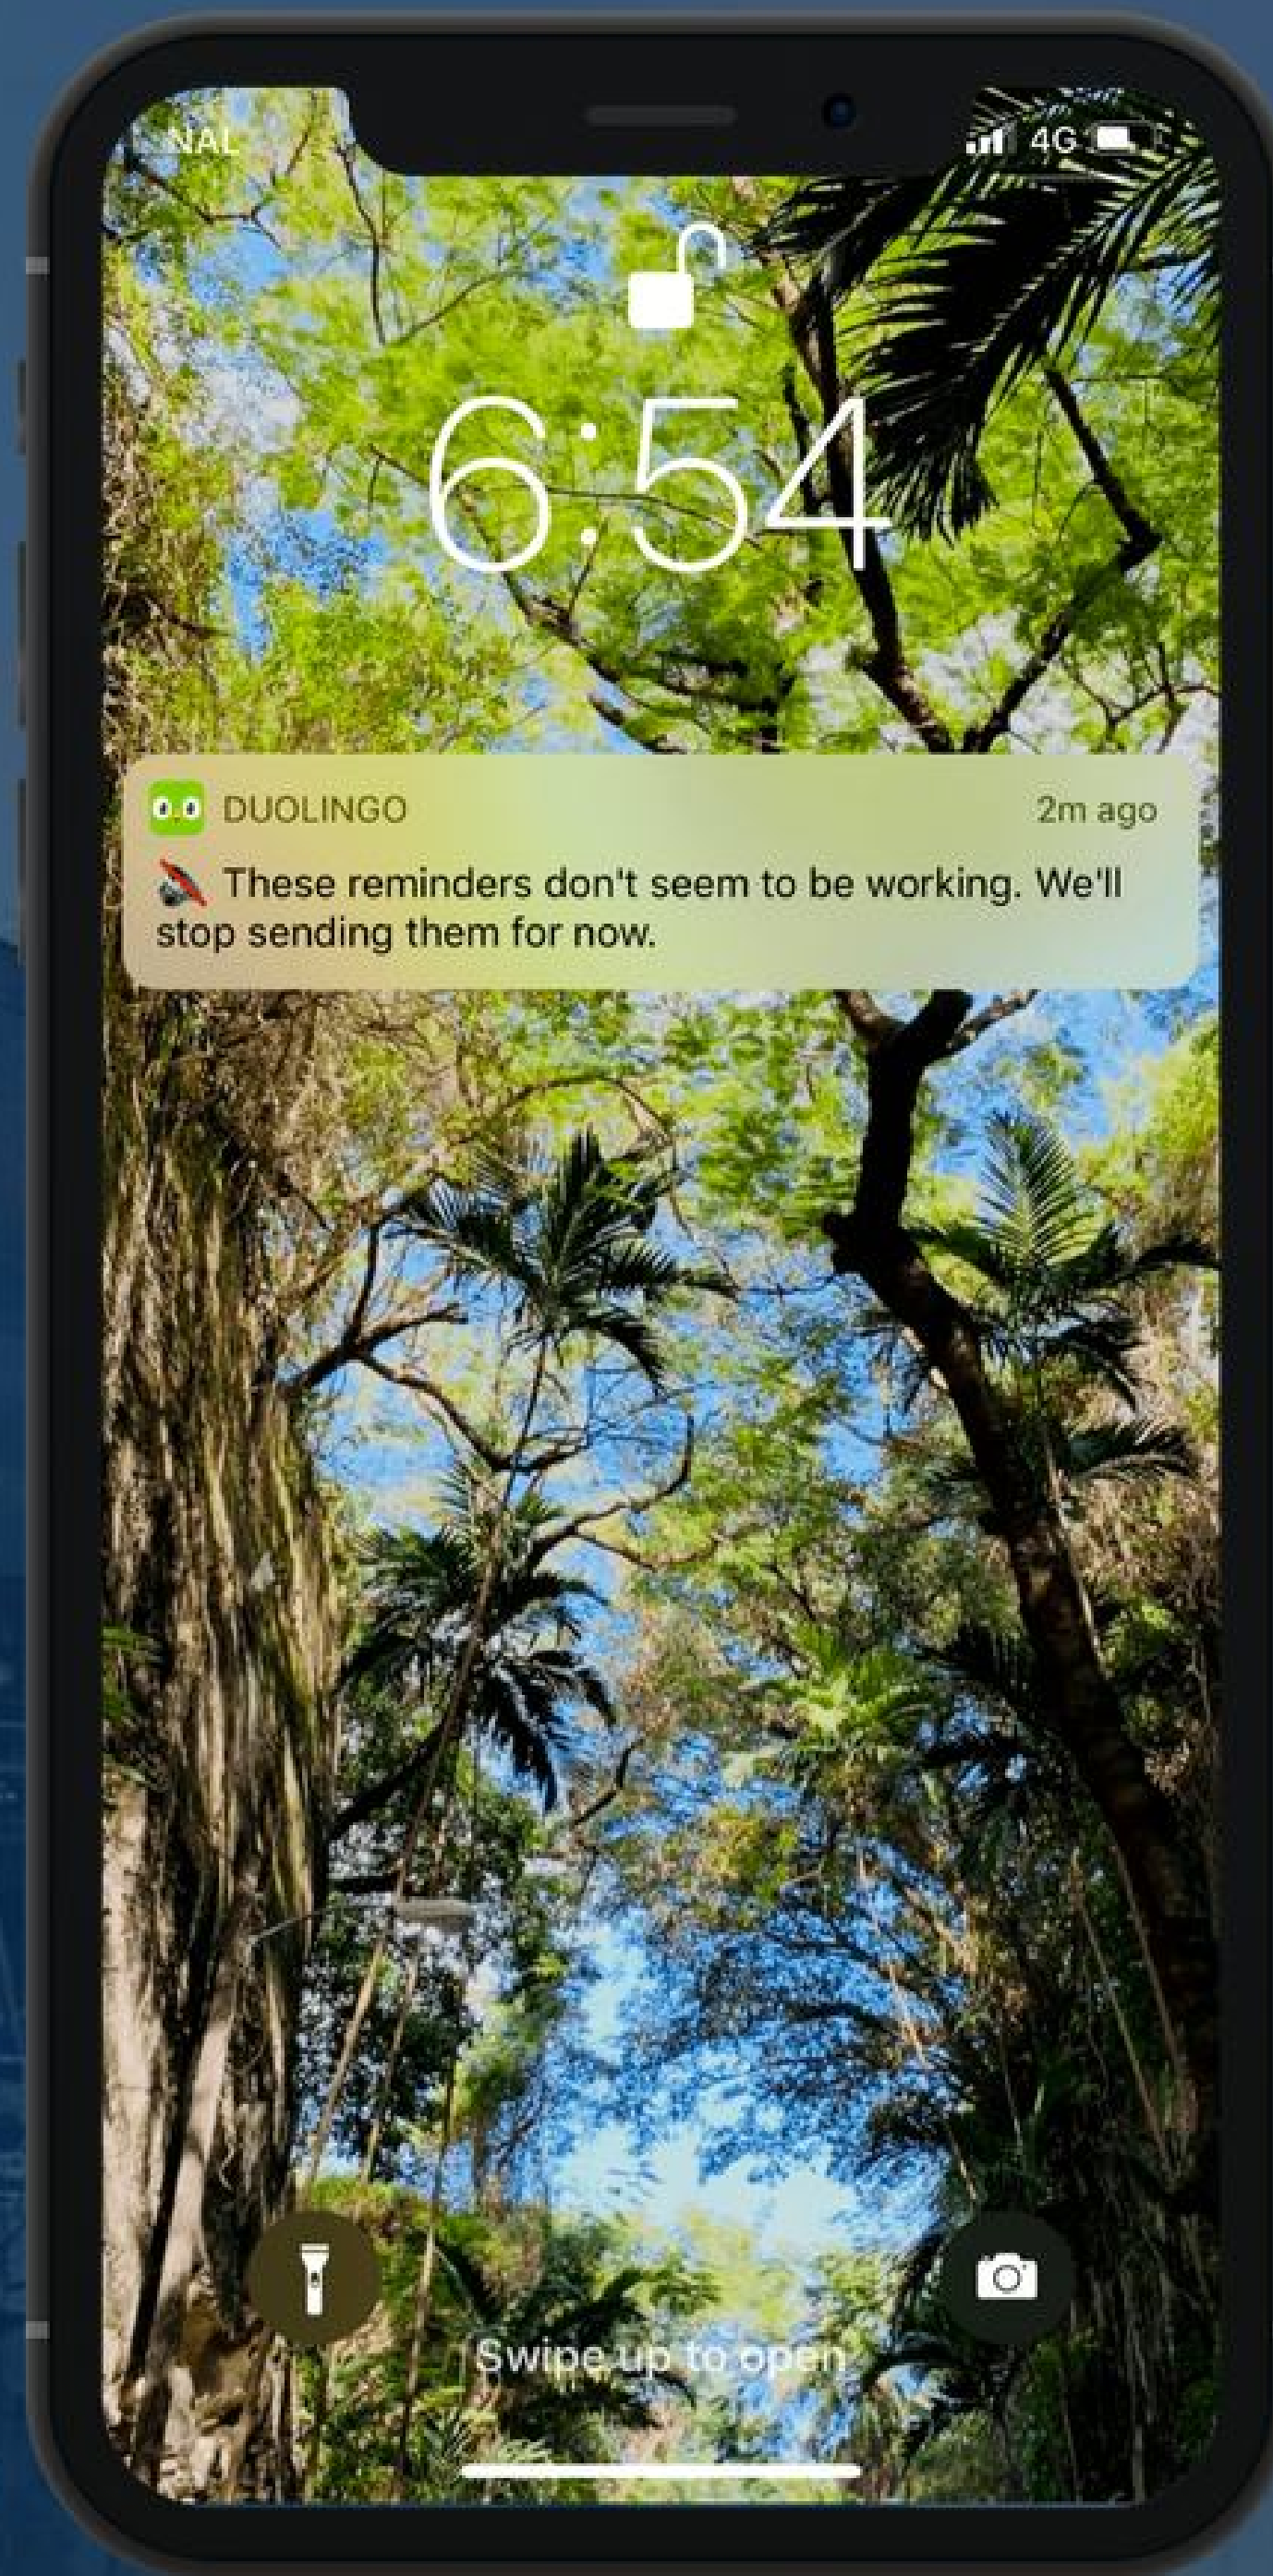 NAL
4G
6:54
DUOLINGO
2m ago
These reminders don't seem to be working. We'll
stop sending them for now.
Swipe up to open